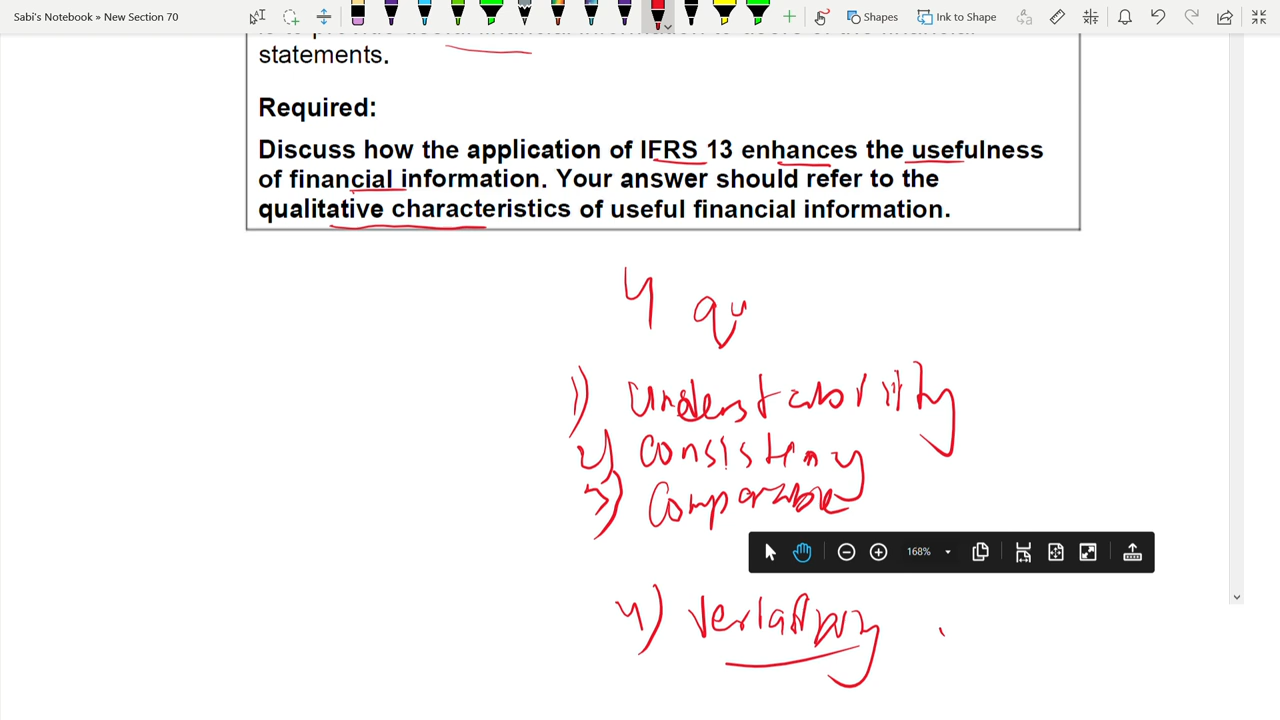 Sabi's Notebook » New Section 70
Shapes
Ink to Shape
statements.
Required:
Discuss how the application of IFRS 13 enhances the usefulness
of financial information. Your answer should refer to the
qualitative characteristics of useful financial information.
4 qu
1) Understability
2) Consistency
3) Comparable
168%
4)